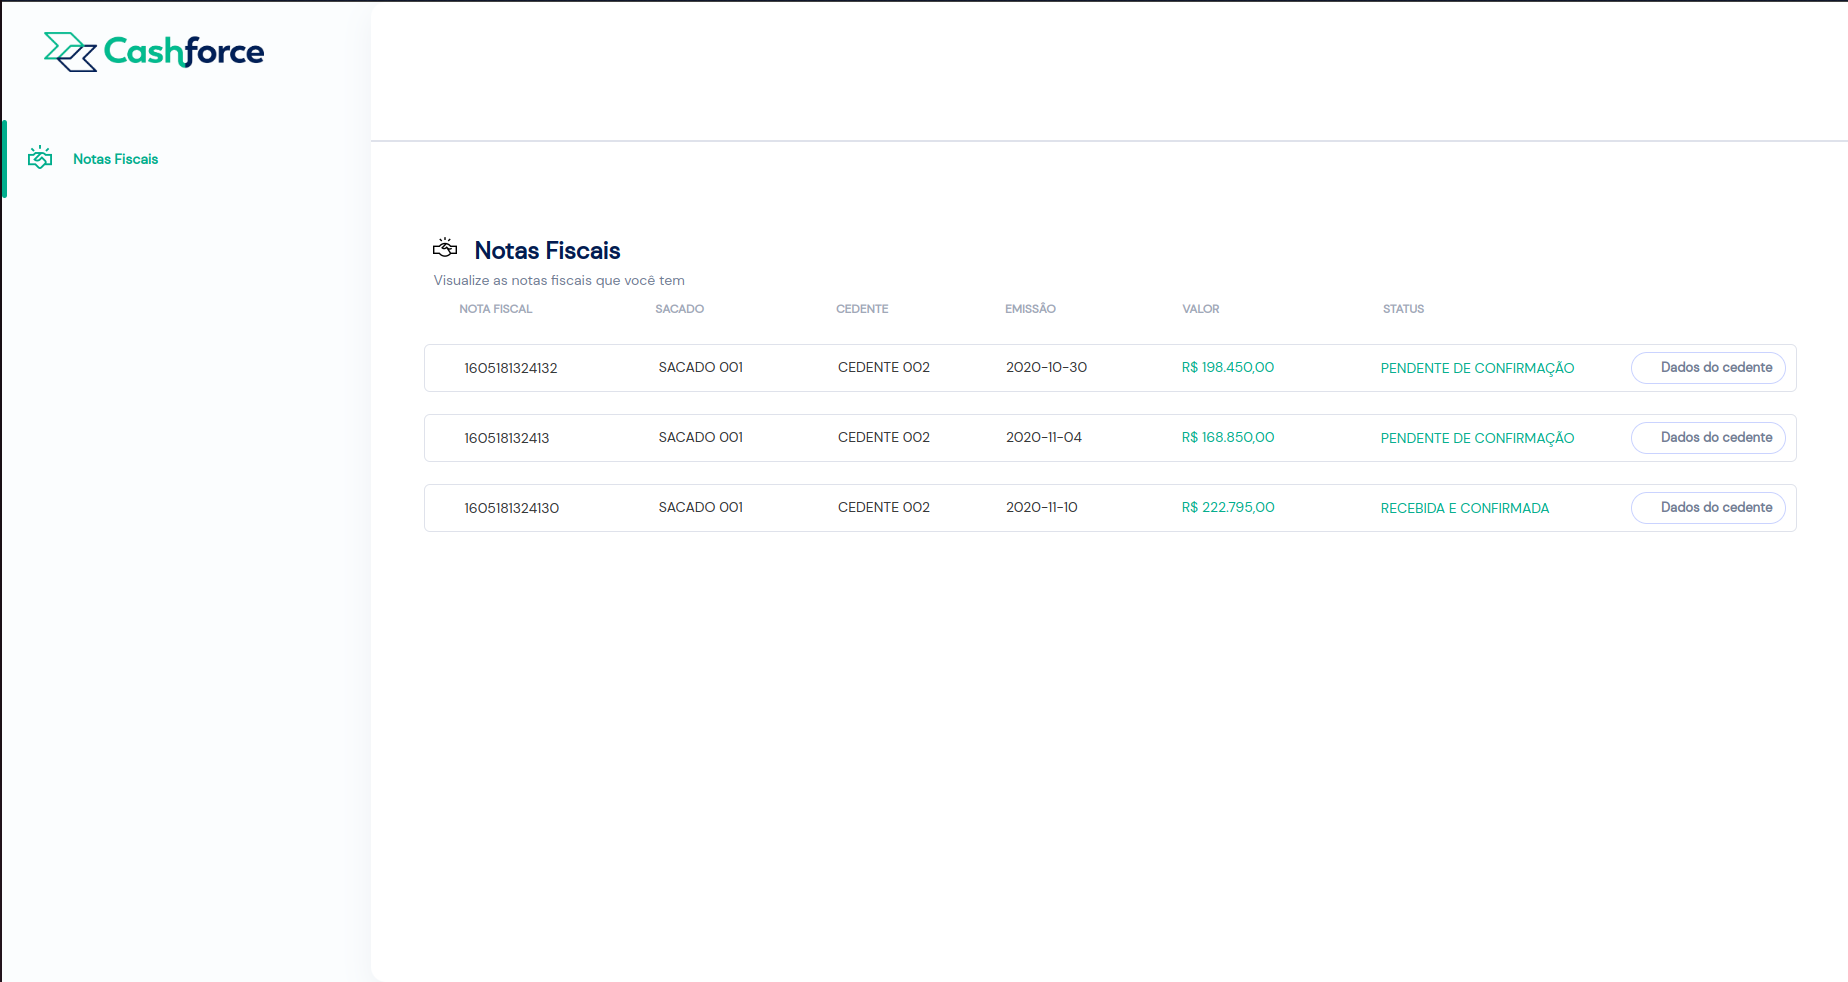 Cashforce
Notas Fiscais
Notas Fiscais
Visualize as notas fiscais que você tem
NOTA FISCAL SACADO CEDENTE EMISSÃO VALOR STATUS
1605181324132 SACADO 001 CEDENTE 002 2020-10-30 R$ 198.450,00 PENDENTE DE CONFIRMAÇÃO Dados do cedente
160518132413 SACADO 001 CEDENTE 002 2020-11-04 R$ 168.850,00 PENDENTE DE CONFIRMAÇÃO Dados do cedente
1605181324130 SACADO 001 CEDENTE 002 2020-11-10 R$ 222.795,00 RECEBIDA E CONFIRMADA Dados do cedente